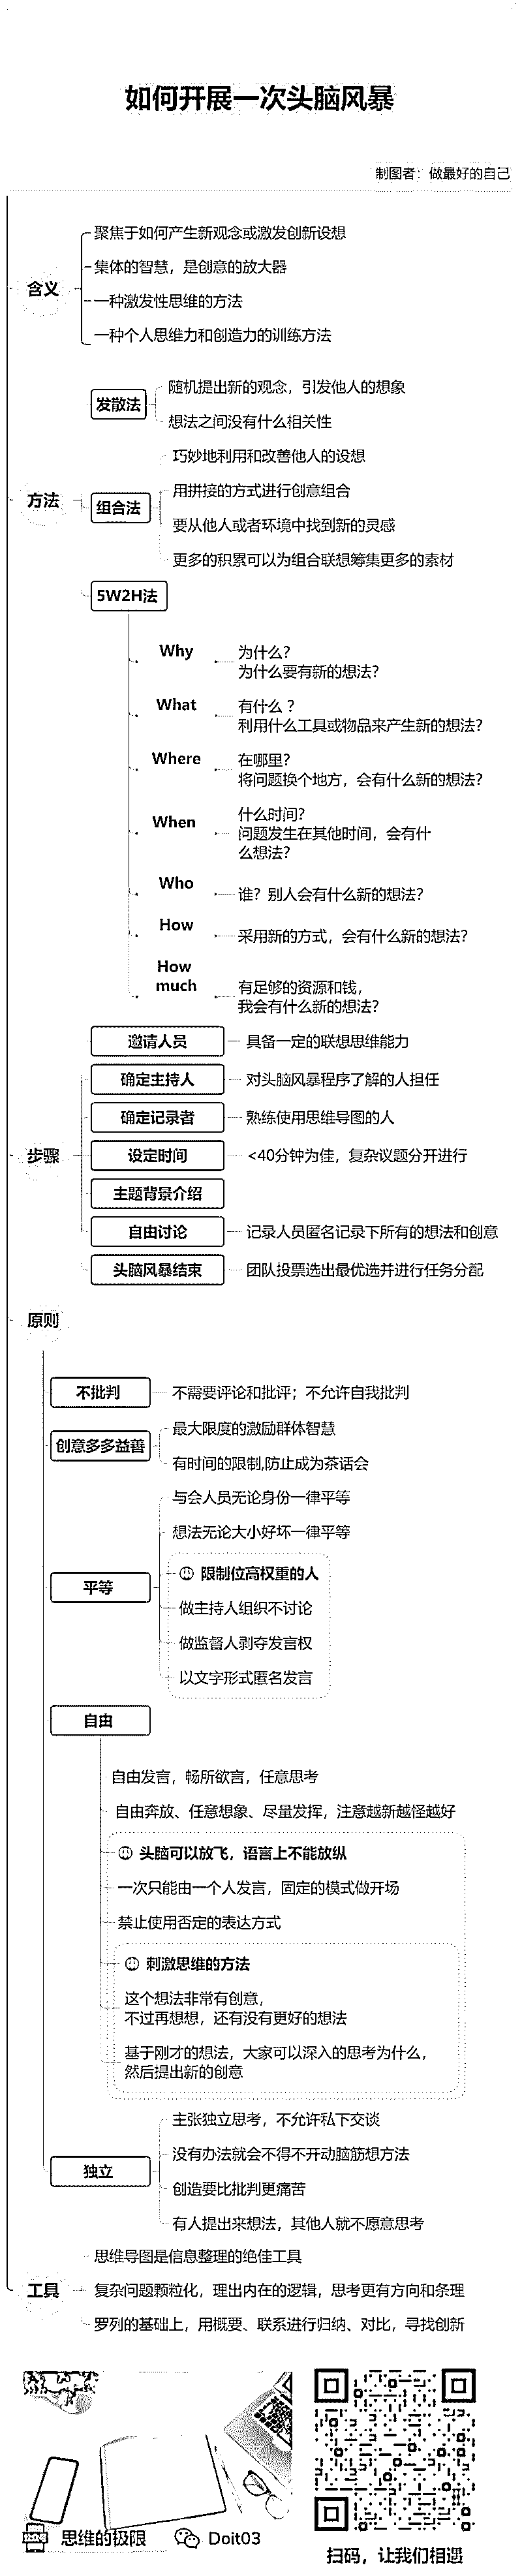 如何开展一次头脑风暴
制图者：做最好的自己
含义
聚焦于如何产生新观念或激发创新设想
集体的智慧，是创意的放大器
一种激发性思维的方法
一种个人思维力和创造力的训练方法
方法
发散法
随机提出新的观念，引发他人的想象
想法之间没有什么相关性
组合法
巧妙地利用和改善他人的设想
用拼接的方式进行创意组合
要从他人或者环境中找到新的灵感
更多的积累可以为组合联想筹集更多的素材
5W2H法
Why
为什么？
为什么要有新的想法？
What
有什么？
利用什么工具或物品来产生新的想法？
Where
在哪里？
将问题换个地方，会有什么新的想法？
When
什么时间？
问题发生在其他时间，会有什
么想法？
Who
谁？别人会有什么新的想法？
How
采用新的方式，会有什么新的想法？
How
much
有足够的资源和钱，
我会有什么新的想法？
步骤
邀请人员
具备一定的联想思维能力
确定主持人
对头脑风暴程序了解的人担任
确定记录者
熟练使用思维导图的人
设定时间
<40分钟为佳，复杂议题分开进行
主题背景介绍
自由讨论
记录人员匿名记录下所有的想法和创意
头脑风暴结束
团队投票选出最优选并进行任务分配
原则
不批判
不需要评论和批评；不允许自我批判
创意多多益善
最大限度的激励群体智慧
有时间的限制,防止成为茶话会
平等
与会人员无论身份一律平等
想法无论大小好坏一律平等
限制位高权重的人
做主持人组织不讨论
做监督人剥夺发言权
以文字形式匿名发言
自由
自由发言，畅所欲言，任意思考
自由奔放、任意想象、尽量发挥，注意越新越怪越好
头脑可以放飞，语言上不能放纵
一次只能由一个人发言，固定的模式做开场
禁止使用否定的表达方式
刺激思维的方法
这个想法非常有创意，
不过再想想，还有没有更好的想法
基于刚才的想法，大家可以深入的思考为什么，
然后提出新的创意
独立
主张独立思考，不允许私下交谈
没有办法就会不得不开动脑筋想方法
创造要比批判更痛苦
有人提出来想法，其他人就不愿意思考
工具
思维导图是信息整理的绝佳工具
复杂问题颗粒化，理出内在的逻辑，思考更有方向和条理
罗列的基础上，用概要、联系进行归纳、对比，寻找创新
思维的极限
Doit03
扫码，让我们相遇